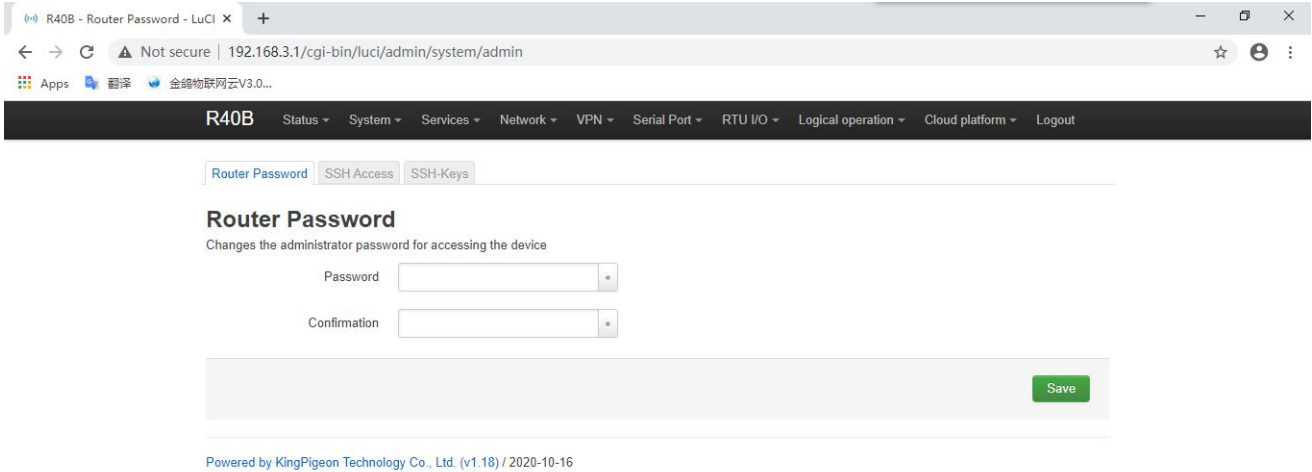 R40B - Router Password - LuCI
Not secure | 192.168.3.1/cgi-bin/luci/admin/system/admin
Apps 翻译 金鸽物联网云V3.0...
R40B Status System Services Network VPN Serial Port RTU I/O Logical operation Cloud platform Logout
Router Password SSH Access SSH-Keys
Router Password
Changes the administrator password for accessing the device
Password
Confirmation
Save
Powered by KingPigeon Technology Co., Ltd. (v1.18) / 2020-10-16